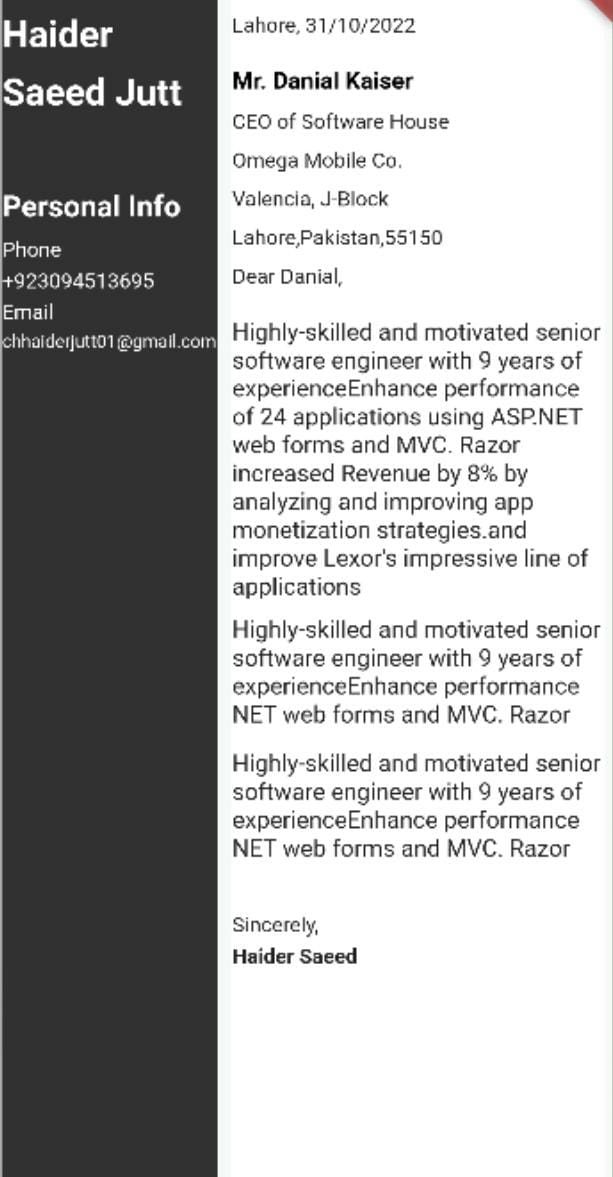 Haider
Saeed Jutt
Personal Info
Phone
+923094513695
Email
chhaiderjutt01@gmail.com
Lahore, 31/10/2022
Mr. Danial Kaiser
CEO of Software House
Omega Mobile Co.
Valencia, J-Block
Lahore,Pakistan,55150
Dear Danial,
Highly-skilled and motivated senior
software engineer with 9 years of
experienceEnhance performance
of 24 applications using ASP.NET
web forms and MVC. Razor
increased Revenue by 8% by
analyzing and improving app
monetization strategies.and
improve Lexor's impressive line of
applications
Highly-skilled and motivated senior
software engineer with 9 years of
experienceEnhance performance
NET web forms and MVC. Razor
Highly-skilled and motivated senior
software engineer with 9 years of
experienceEnhance performance
NET web forms and MVC. Razor
Sincerely,
Haider Saeed